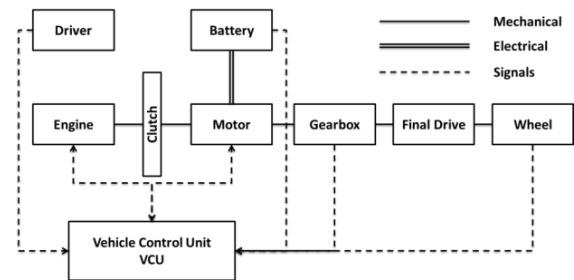 Driver
Battery
Mechanical
Electrical
Signals
Engine
Clutch
Motor
Gearbox
Final Drive
Wheel
Vehicle Control Unit
VCU